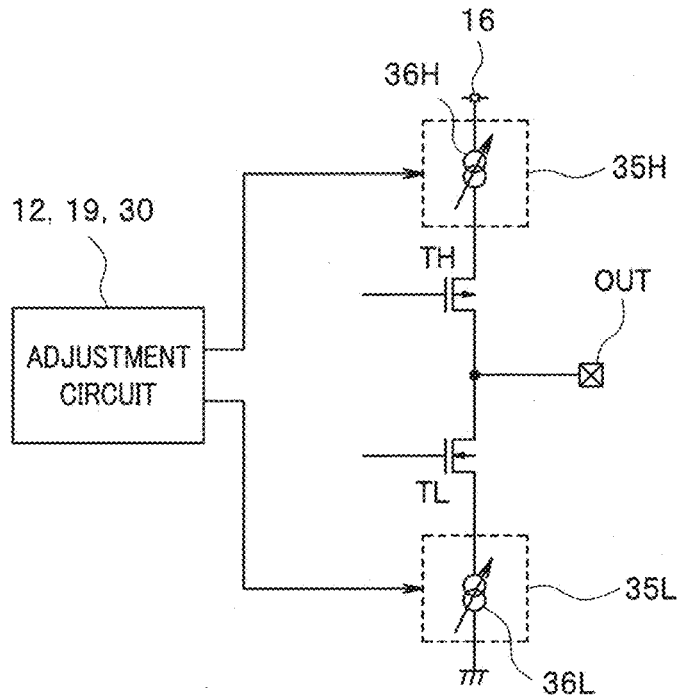 16
36H
35H
12, 19, 30
TH
OUT
ADJUSTMENT
CIRCUIT
TL
35L
36L